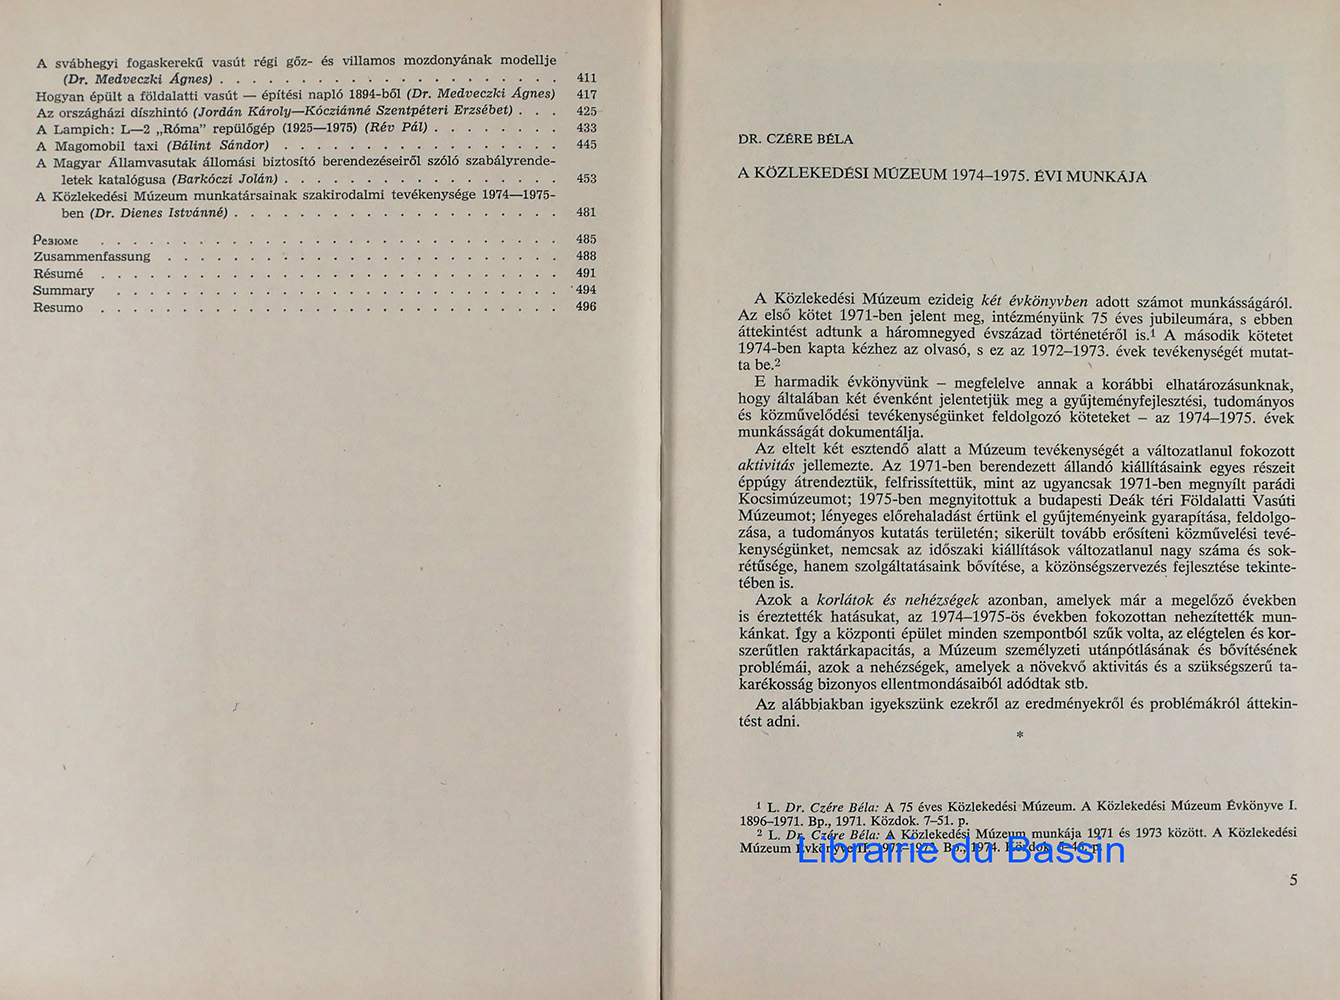 A svábhegyi fogaskerekű vasút régi gőz- és villamos mozdonyának modellje
(Dr. Medveczki Ágnes) . . . . . . . . . . . . . . . . . . . . . 411
Hogyan épült a földalatti vasút — építési napló 1894-ből (Dr. Medveczki Ágnes) 417
Az országházi díszhintó (Jordán Károly—Kócziánné Szentpéteri Erzsébet) . . . 425
A Lampich: L—2 „Róma" repülőgép (1925—1975) (Rév Pál) . . . . . . . . 433
A Magomobil taxi (Bálint Sándor) . . . . . . . . . . . . . . . . . 445
A Magyar Államvasutak állomási biztosító berendezéseiről szóló szabályrende-
letek katalógusa (Barkóczi Jolán) . . . . . . . . . . . . . . . . . 453
A Közlekedési Múzeum munkatársainak szakirodalmi tevékenysége 1974—1975-
ben (Dr. Dienes Istvánné) . . . . . . . . . . . . . . . . . . . . 481
Резюме . . . . . . . . . . . . . . . . . . . . . . . . . . . . 485
Zusammenfassung . . . . . . . . . . . . . . . . . . . . . . . . 488
Résumé . . . . . . . . . . . . . . . . . . . . . . . . . . . . 491
Summary . . . . . . . . . . . . . . . . . . . . . . . . . . . 494
Resumo . . . . . . . . . . . . . . . . . . . . . . . . . . . . 496
DR. CZÉRE BÉLA
A KÖZLEKEDÉSI MÚZEUM 1974–1975. ÉVI MUNKÁJA
A Közlekedési Múzeum ezideig két évkönyvben adott számot munkásságáról.
Az első kötet 1971-ben jelent meg, intézményünk 75 éves jubileumára, s ebben
áttekintést adtunk a háromnegyed évszázad történetéről is.¹ A második kötetet
1974-ben kapta kézhez az olvasó, s ez az 1972–1973. évek tevékenységét mutat-
ta be.²
E harmadik évkönyvünk – megfelelve annak a korábbi elhatározásunknak,
hogy általában két évenként jelentetjük meg a gyűjteményfejlesztési, tudományos
és közművelődési tevékenységünket feldolgozó köteteket – az 1974–1975. évek
munkásságát dokumentálja.
Az eltelt két esztendő alatt a Múzeum tevékenységét a változatlanul fokozott
aktivitás jellemezte. Az 1971-ben berendezett állandó kiállításaink egyes részeit
éppúgy átrendeztük, felfrissítettük, mint az ugyancsak 1971-ben megnyílt parádi
Kocsimúzeumot; 1975-ben megnyitottuk a budapesti Deák téri Földalatti Vasúti
Múzeumot; lényeges előrehaladást értünk el gyűjteményeink gyarapítása, feldolgo-
zása, a tudományos kutatás területén; sikerült tovább erősíteni közművelési tevé-
kenységünket, nemcsak az időszaki kiállítások változatlanul nagy száma és sok-
rétűsége, hanem szolgáltatásaink bővítése, a közönségszervezés fejlesztése tekinte-
tében is.
Azok a korlátok és nehézségek azonban, amelyek már a megelőző években
is éreztették hatásukat, az 1974–1975-ös években fokozottan nehezítették mun-
kánkat. Így a központi épület minden szempontból szűk volta, az elégtelen és kor-
szerűtlen raktárkapacitás, a Múzeum személyzeti utánpótlásának és bővítésének
problémái, azok a nehézségek, amelyek a növekvő aktivitás és a szükségszerű ta-
karékosság bizonyos ellentmondásaiból adódtak stb.
Az alábbiakban igyekszünk ezekről az eredményekről és problémákról áttekin-
tést adni.
*
¹ L. Dr. Czére Béla: A 75 éves Közlekedési Múzeum. A Közlekedési Múzeum Évkönyve I.
1896–1971. Bp., 1971. Közdok. 7–51. p.
² L. Dr. Czére Béla: A Közlekedési Múzeum munkája 1971 és 1973 között. A Közlekedési
Múzeum Évkönyve II. 1972–1973. Bp., 1974. Közdok.
Librairie du Bassin
5